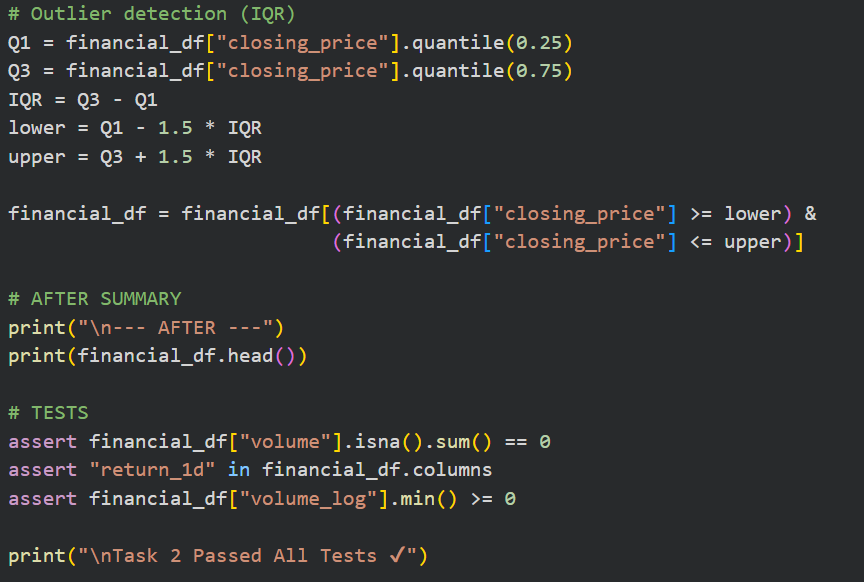 # Outlier detection (IQR)
Q1 = financial_df["closing_price"].quantile(0.25)
Q3 = financial_df["closing_price"].quantile(0.75)
IQR = Q3 - Q1
lower = Q1 - 1.5 * IQR
upper = Q3 + 1.5 * IQR
financial_df = financial_df[(financial_df["closing_price"] >= lower) &
(financial_df["closing_price"] <= upper)]
# AFTER SUMMARY
print("\n--- AFTER ---")
print(financial_df.head())
# TESTS
assert financial_df["volume"].isna().sum() == 0
assert "return_1d" in financial_df.columns
assert financial_df["volume_log"].min() >= 0
print("\nTask 2 Passed All Tests ✓")